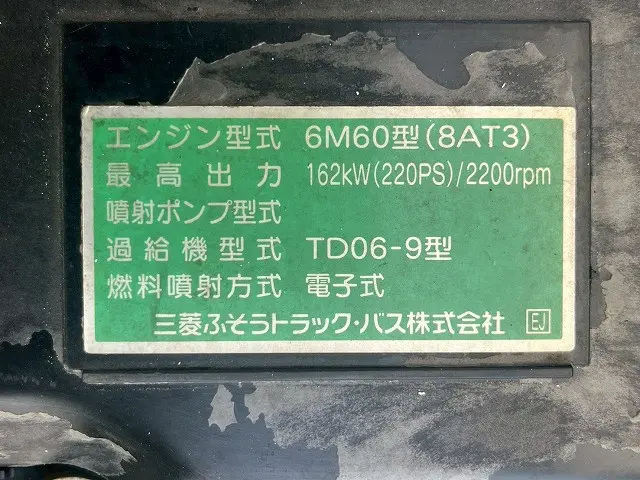 エンジン型式 6M60型(8AT3)
最高出力 162kW(220PS)/2200rpm
噴射ポンプ型式
過給機型式 TD06-9型
燃料噴射方式 電子式
三菱ふそうトラック・バス株式会社 EJ